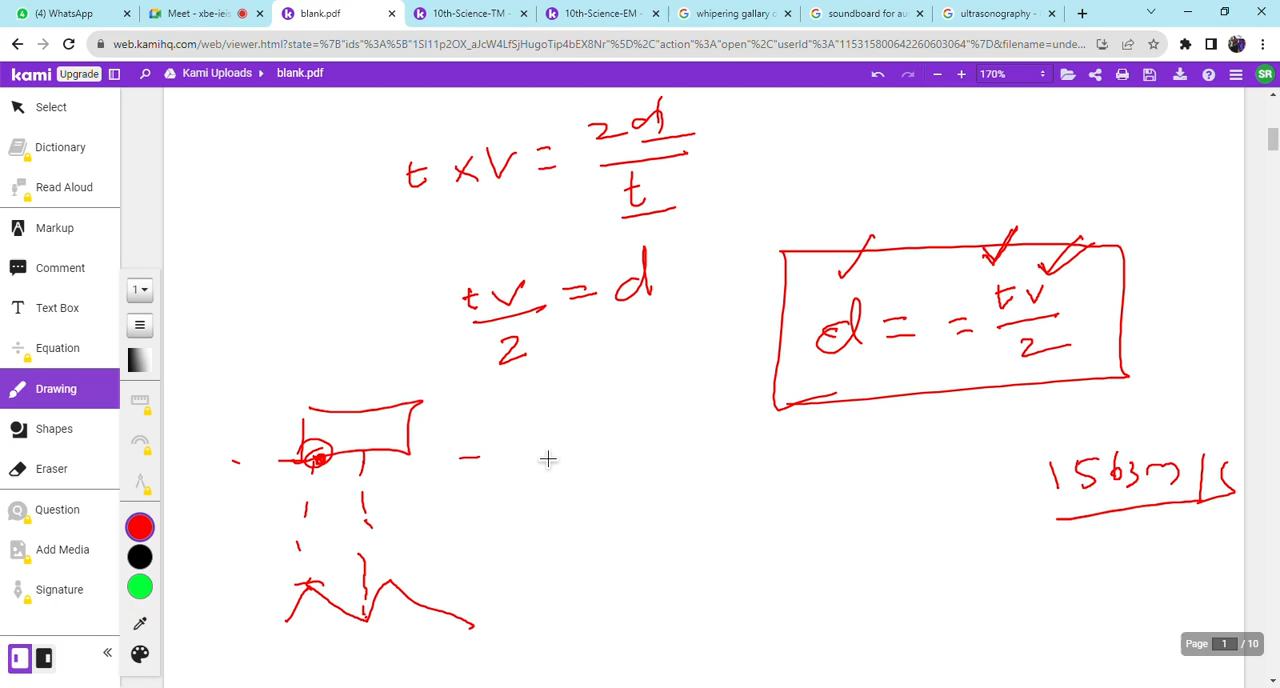 (4) WhatsApp
Meet - xbe-ieis
blank.pdf
10th-Science-TM -
10th-Science-EM -
whipering gallary c
soundboard for au
ultrasonography -
web.kamihq.com/web/viewer.html?state=%7B"ids"%3A%5B"1SI11p2OX_aJcW4LfSjHugoTip4bEX8Nr"%5D%2C"action"%3A"open"%2C"userId"%3A"115315800642260603064"%7D&filename=unde...
kami Upgrade
Kami Uploads
blank.pdf
170%
SR
Select
Dictionary
Read Aloud
Markup
Comment
Text Box
Equation
Drawing
Shapes
Eraser
Question
Add Media
Signature
1
t × V = 2d / t
tv / 2 = d
d = = tv / 2
1563m/s
Page 1 / 10